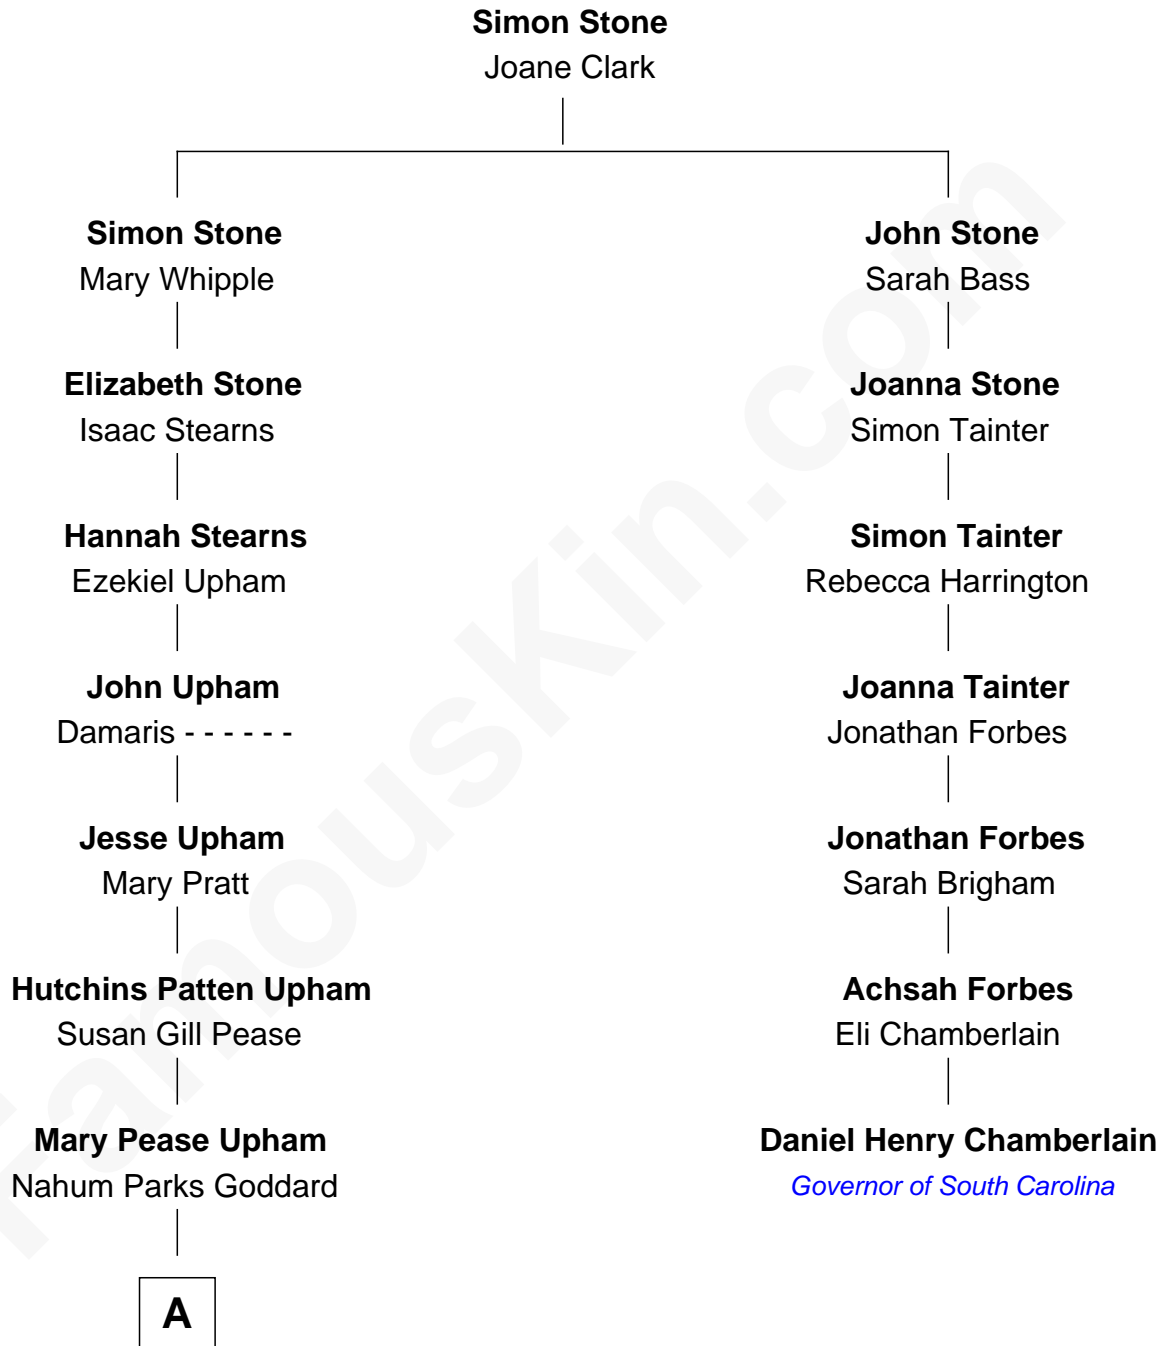 Simon Stone
Joane Clark
Simon Stone
Mary Whipple
John Stone
Sarah Bass
Elizabeth Stone
Isaac Stearns
Joanna Stone
Simon Tainter
Hannah Stearns
Ezekiel Upham
Simon Tainter
Rebecca Harrington
John Upham
Damaris - - - - - -
Joanna Tainter
Jonathan Forbes
Jesse Upham
Mary Pratt
Jonathan Forbes
Sarah Brigham
Hutchins Patten Upham
Susan Gill Pease
Achsah Forbes
Eli Chamberlain
Mary Pease Upham
Nahum Parks Goddard
Daniel Henry Chamberlain
Governor of South Carolina
A
FamousKin.com